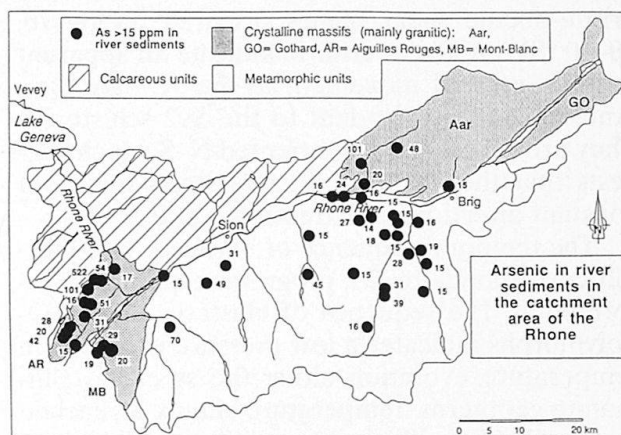 As >15 ppm in
river sediments
Crystalline massifs (mainly granitic): Aar,
GO= Gothard, AR= Aiguilles Rouges, MB= Mont-Blanc
Calcareous units
Metamorphic units
Vevey
Lake
Geneva
GO
Aar
101
48
20
16
24
16
15
Rhone River
Brig
Rhone River
Sion
27
14
15
15
16
15
18
19
28
15
31
54
522
17
15
49
45
15
31
15
39
101
16
51
28
31
20
29
42
15
19
20
70
16
AR
MB
Arsenic in river
sediments in
the catchment
area of the
Rhone
0 5 10 20 km